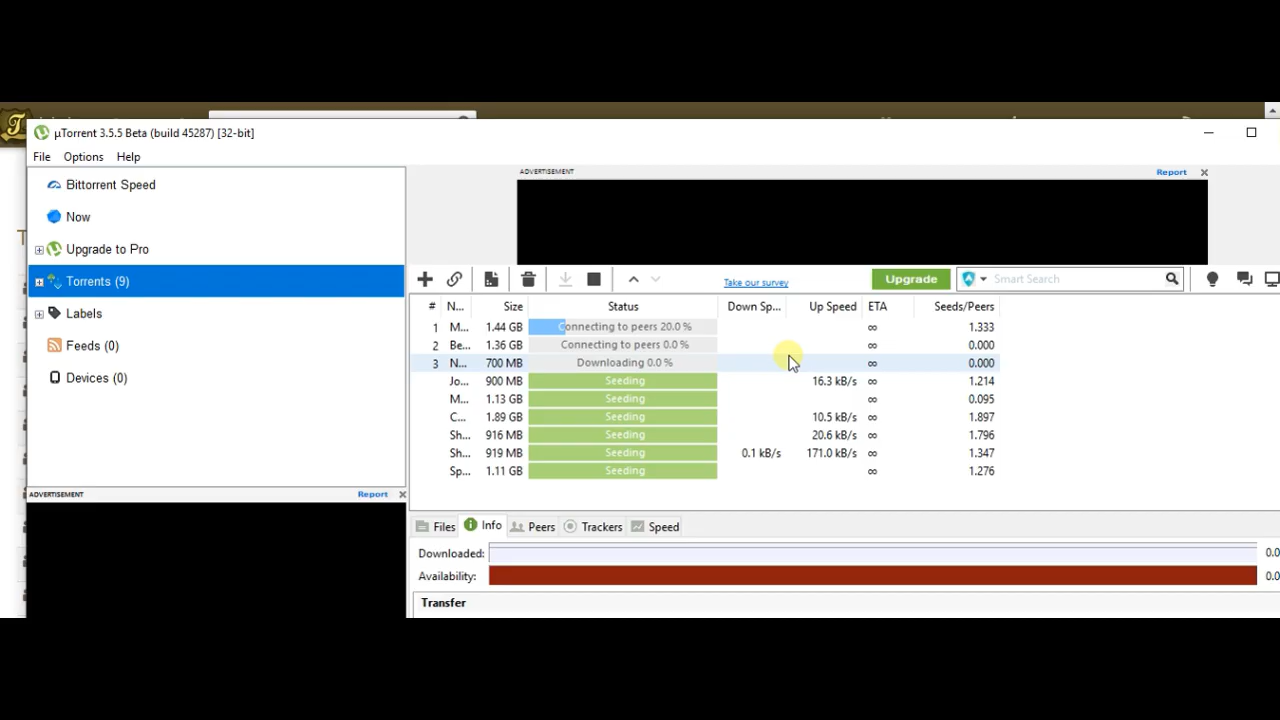 µTorrent 3.5.5 Beta (build 45287) [32-bit]
File Options Help
Bittorrent Speed
Now
Upgrade to Pro
Torrents (9)
Labels
Feeds (0)
Devices (0)
ADVERTISEMENT Report
ADVERTISEMENT Report
Take our survey Upgrade Smart Search
# N... Size Status Down Sp... Up Speed ETA Seeds/Peers
1 M... 1.44 GB Connecting to peers 20.0 % ∞ 1.333
2 Be... 1.36 GB Connecting to peers 0.0 % ∞ 0.000
3 N... 700 MB Downloading 0.0 % ∞ 0.000
Jo... 900 MB Seeding 16.3 kB/s ∞ 1.214
M... 1.13 GB Seeding ∞ 0.095
C... 1.89 GB Seeding 10.5 kB/s ∞ 1.897
Sh... 916 MB Seeding 20.6 kB/s ∞ 1.796
Sh... 919 MB Seeding 0.1 kB/s 171.0 kB/s ∞ 1.347
Sp... 1.11 GB Seeding ∞ 1.276
Files Info Peers Trackers Speed
Downloaded: 0.0
Availability: 0.0
Transfer